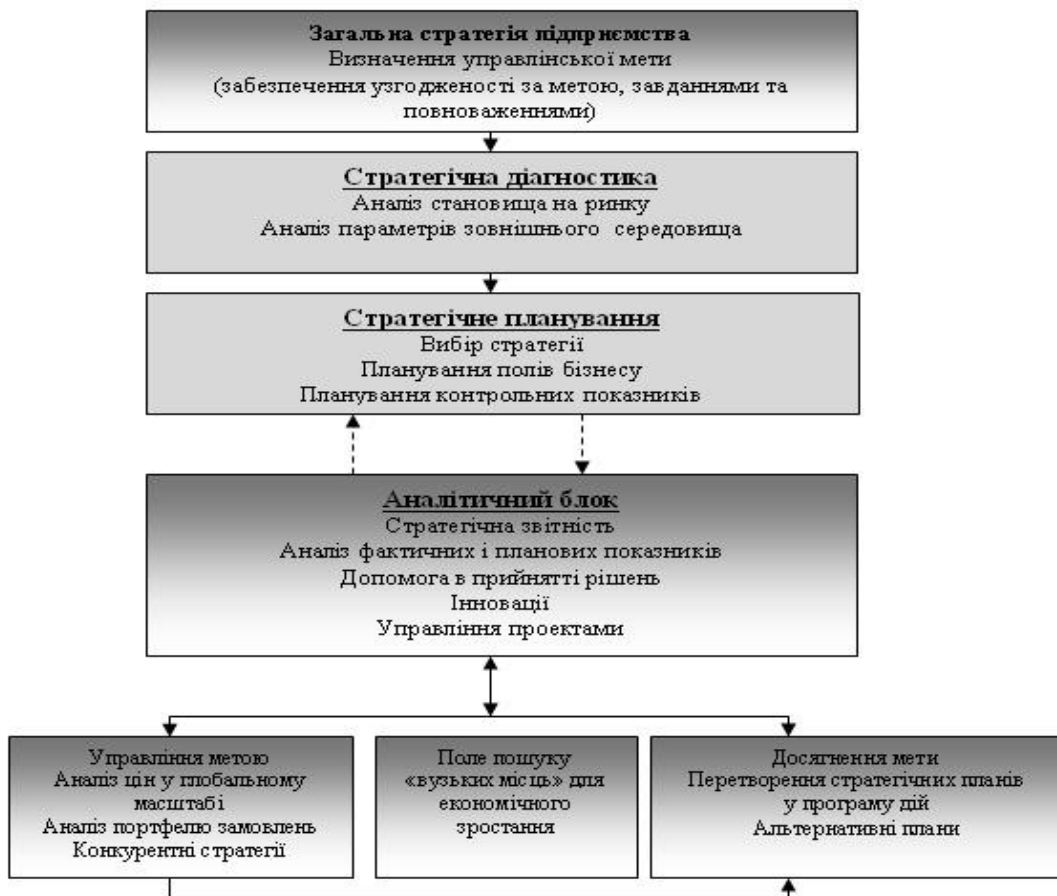 Загальна стратегія підприємства
Визначення управлінської мети
(забезпечення узгодженості за метою, завданнями та
повноваженнями)
Стратегічна діагностика
Аналіз становища на ринку
Аналіз параметрів зовнішнього середовища
Стратегічне планування
Вибір стратегії
Планування полів бізнесу
Планування контрольних показників
Аналітичний блок
Стратегічна звітність
Аналіз фактичних і планових показників
Допомога в прийнятті рішень
Інновації
Управління проектами
Управління метою
Аналіз цін у глобальному
масштабі
Аналіз портфелю замовлень
Конкурентні стратегії
Поле пошуку
«вузьких місць» для
економічного
зростання
Досягнення мети
Перетворення стратегічних планів
у програму дій
Альтернативні плани